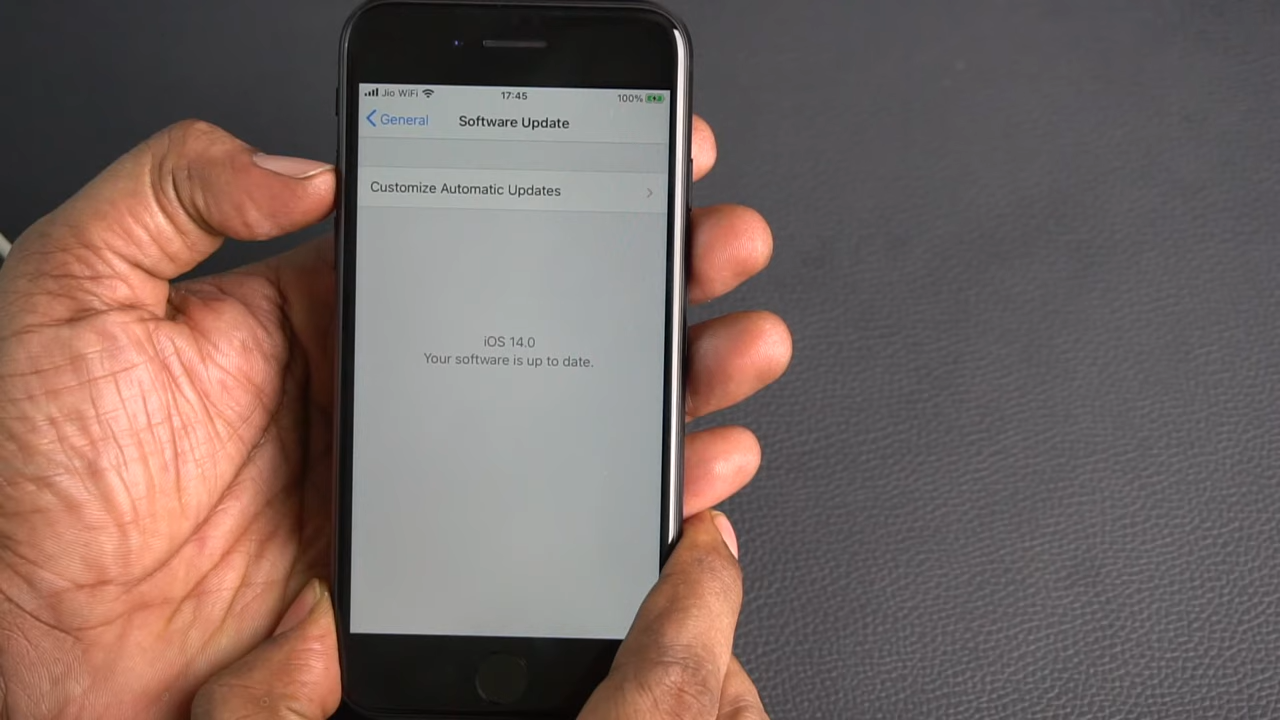 Jio WiFi 17:45 100%
General Software Update
Customize Automatic Updates
iOS 14.0
Your software is up to date.